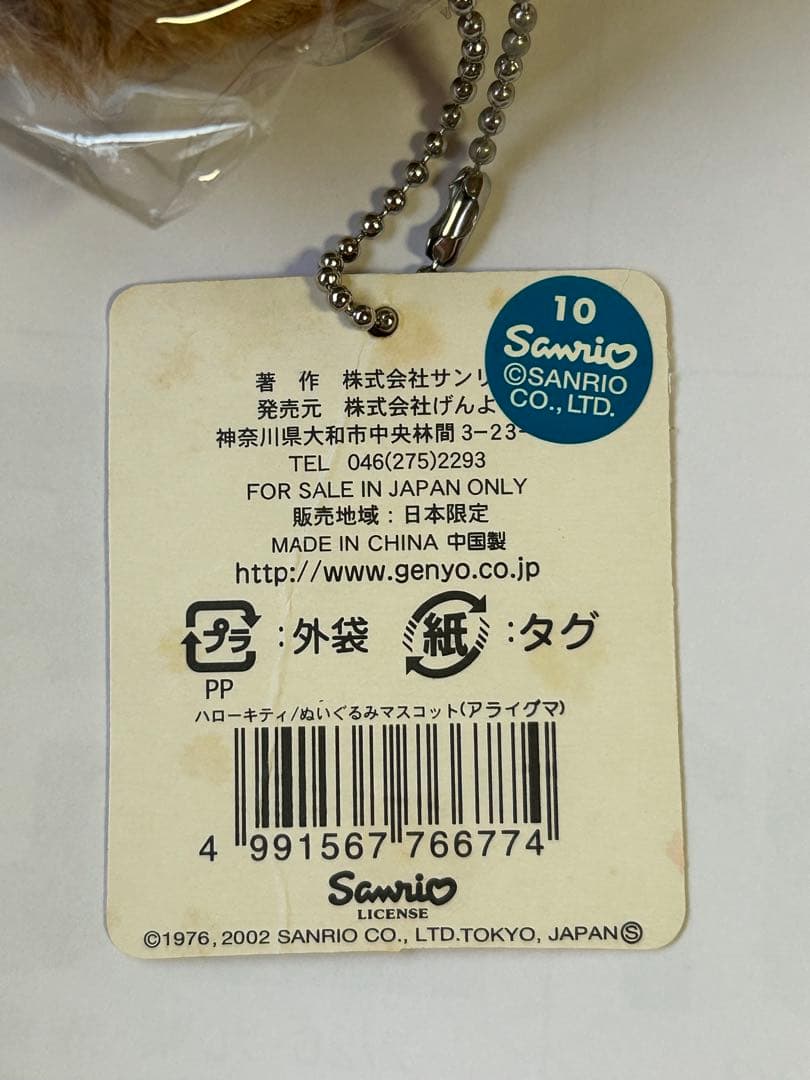 10
Sanrio
©SANRIO
CO., LTD.
著 作 株式会社サンリ
発売元 株式会社げんよ
神奈川県大和市中央林間3-23-
TEL 046(275)2293
FOR SALE IN JAPAN ONLY
販売地域：日本限定
MADE IN CHINA 中国製
http://www.genyo.co.jp
プラ :外袋 紙 :タグ
PP
ハローキティ/ぬいぐるみマスコット(アライグマ)
4 991567 766774
Sanrio
LICENSE
©1976, 2002 SANRIO CO., LTD.TOKYO, JAPAN Ⓢ